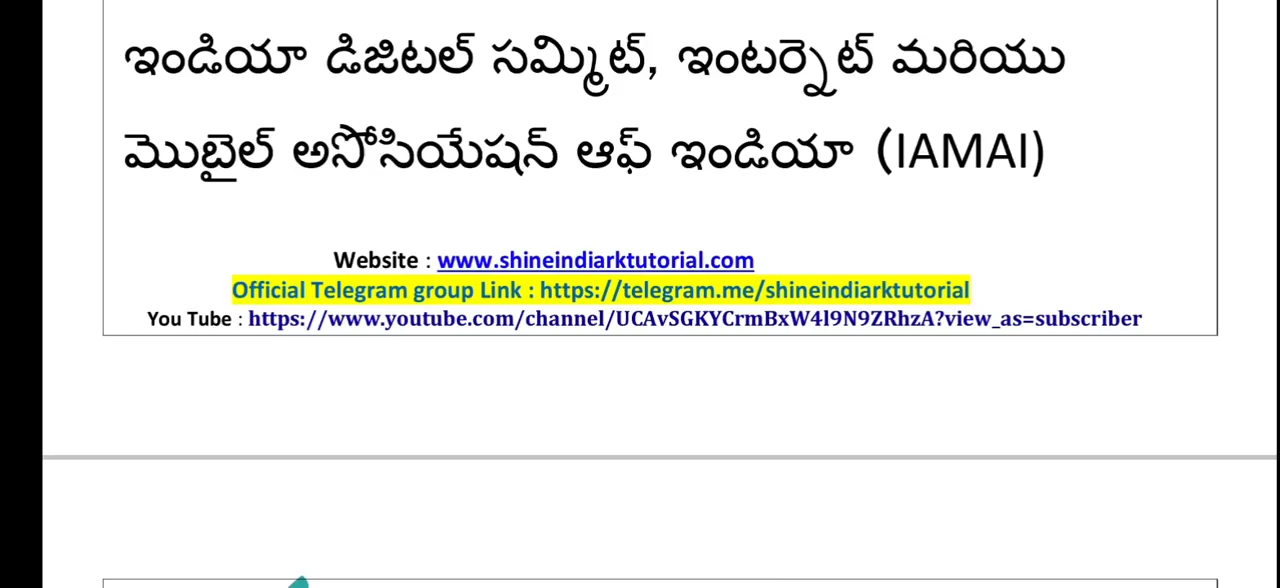 ఇండియా డిజిటల్ సమ్మిట్, ఇంటర్నెట్ మరియు
మొబైల్ అసోసియేషన్ ఆఫ్ ఇండియా (IAMAI)
Website : www.shineindiarktutorial.com
Official Telegram group Link : https://telegram.me/shineindiarktutorial
You Tube : https://www.youtube.com/channel/UCAvSGKYCrmBxW4l9N9ZRhzA?view_as=subscriber